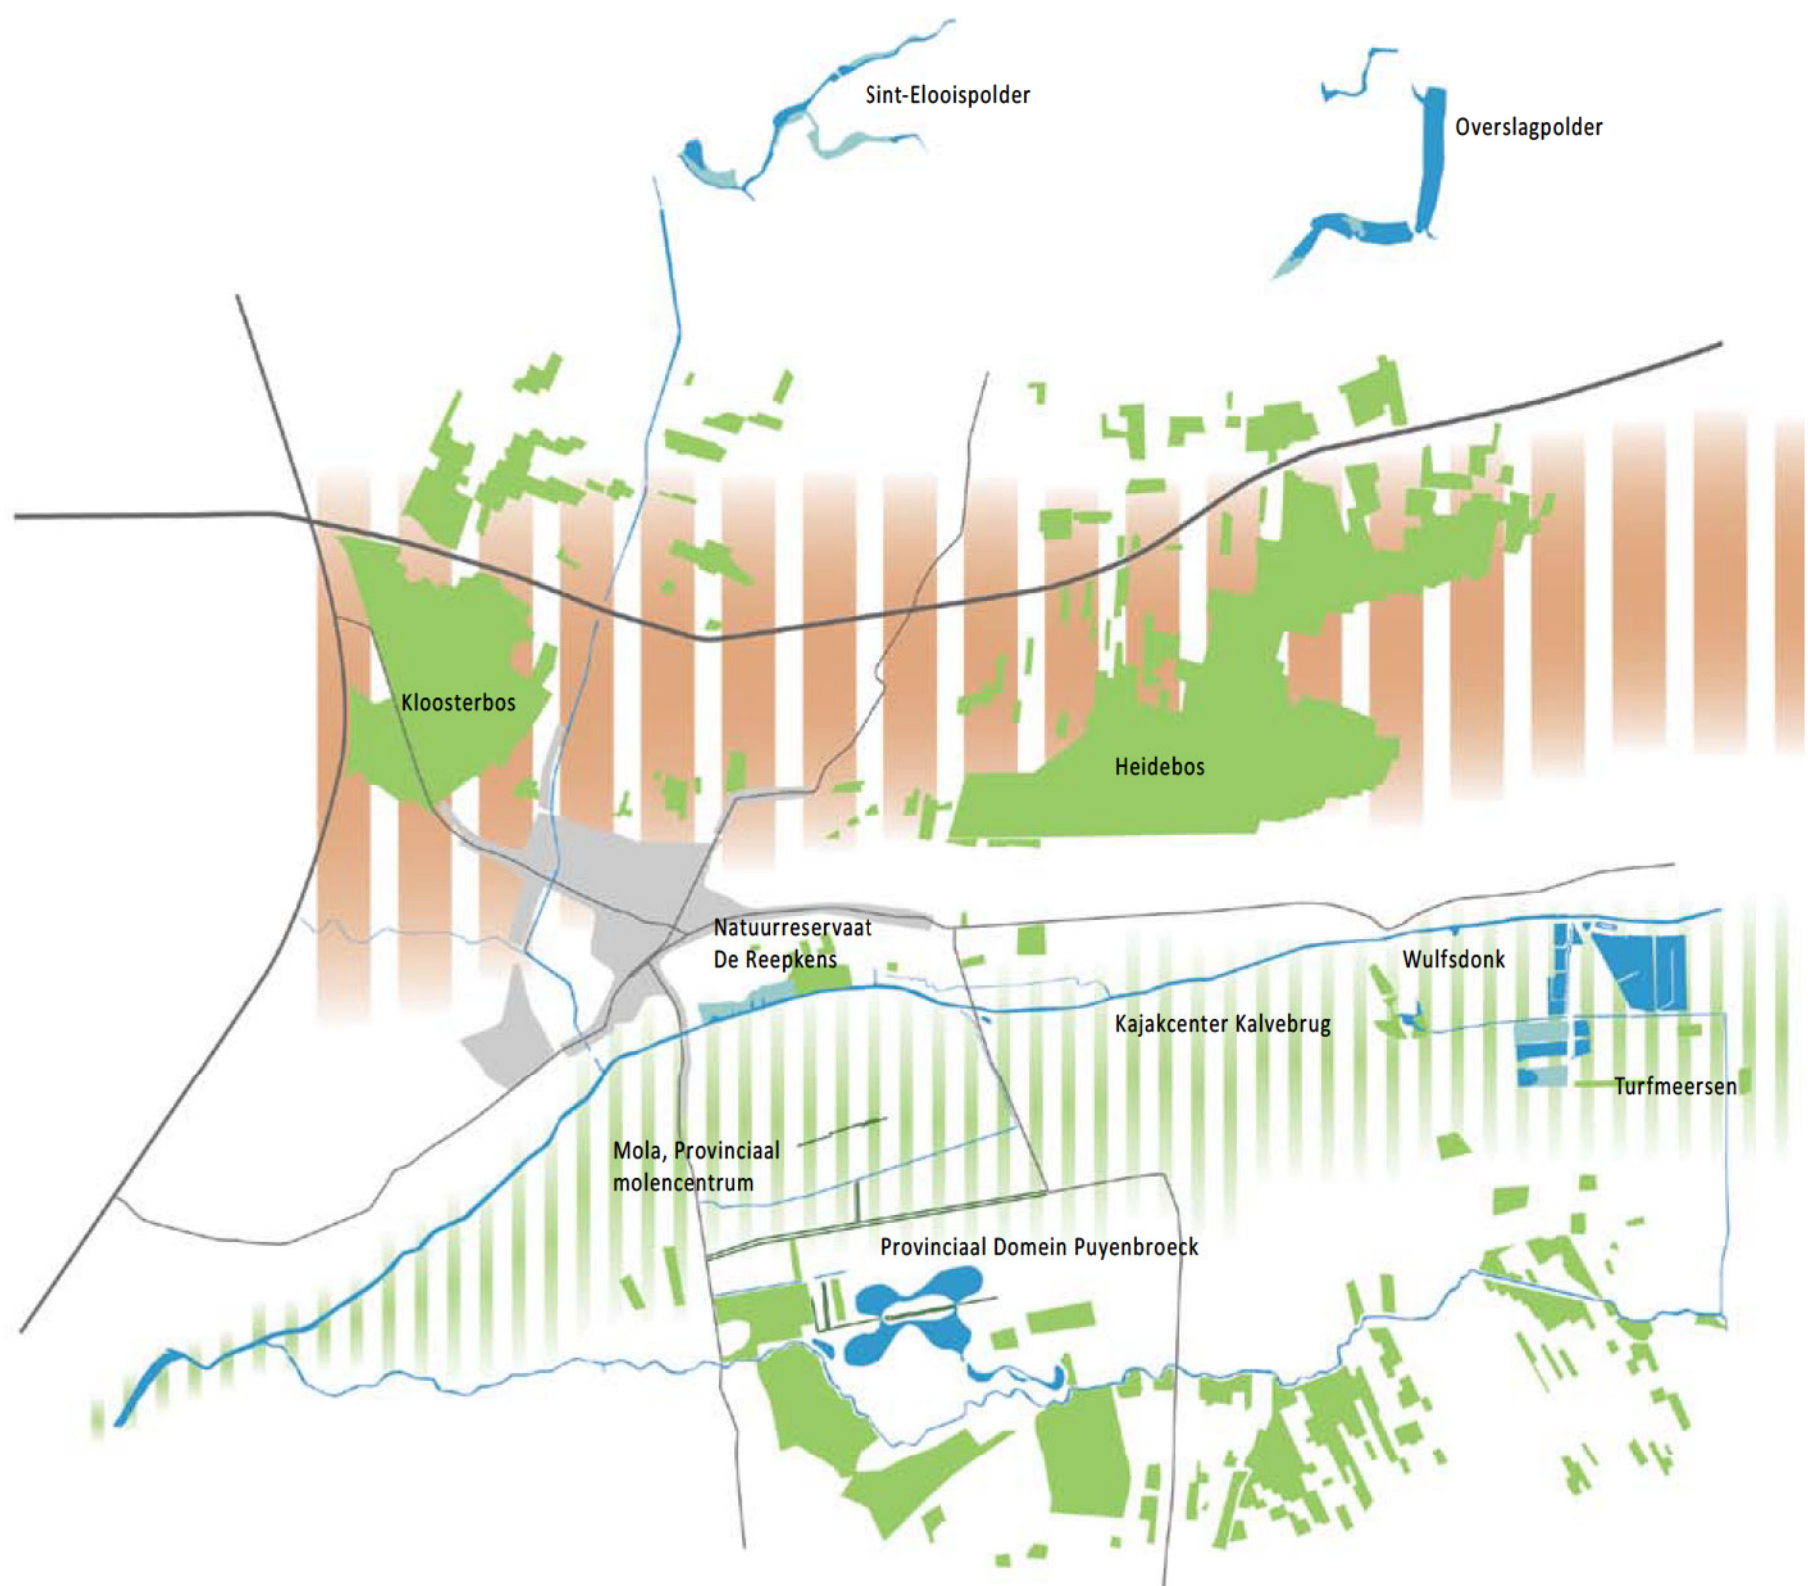 Sint-Elooispolder
Overslagpolder
Kloosterbos
Heidebos
Natuurreservaat
De Reepkens
Wulfsdonk
Kajakcenter Kalvebrug
Turfmeersen
Mola, Provinciaal
molencentrum
Provinciaal Domein Puyenbroeck